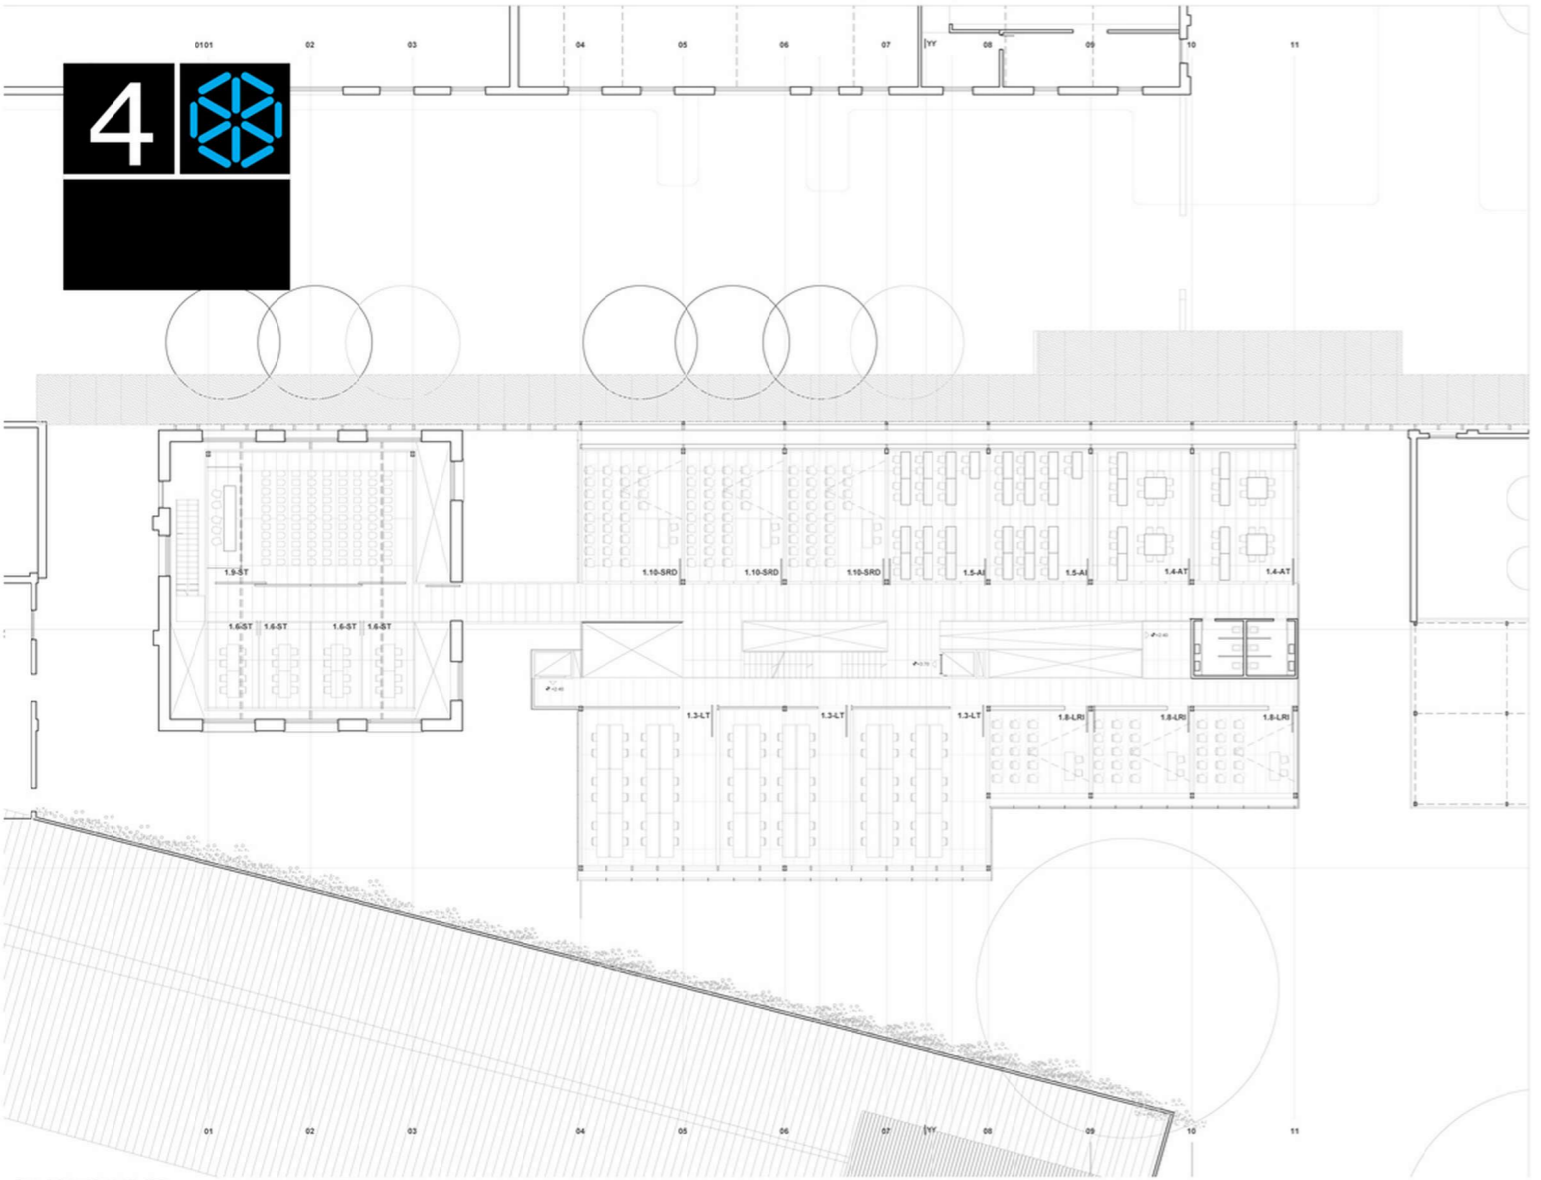 0101 02 03 04 05 06 07 YY 08 09 10 11
4
1.9-ST 1.10-SRD 1.10-SRD 1.10-SRD 1.5-AI 1.5-AI 1.4-AT 1.4-AT
1.6-ST 1.6-ST 1.6-ST 1.6-ST
1.3-LT 1.3-LT 1.3-LT 1.8-LRI 1.8-LRI 1.8-LRI
01 02 03 04 05 06 07 YY 08 09 10 11